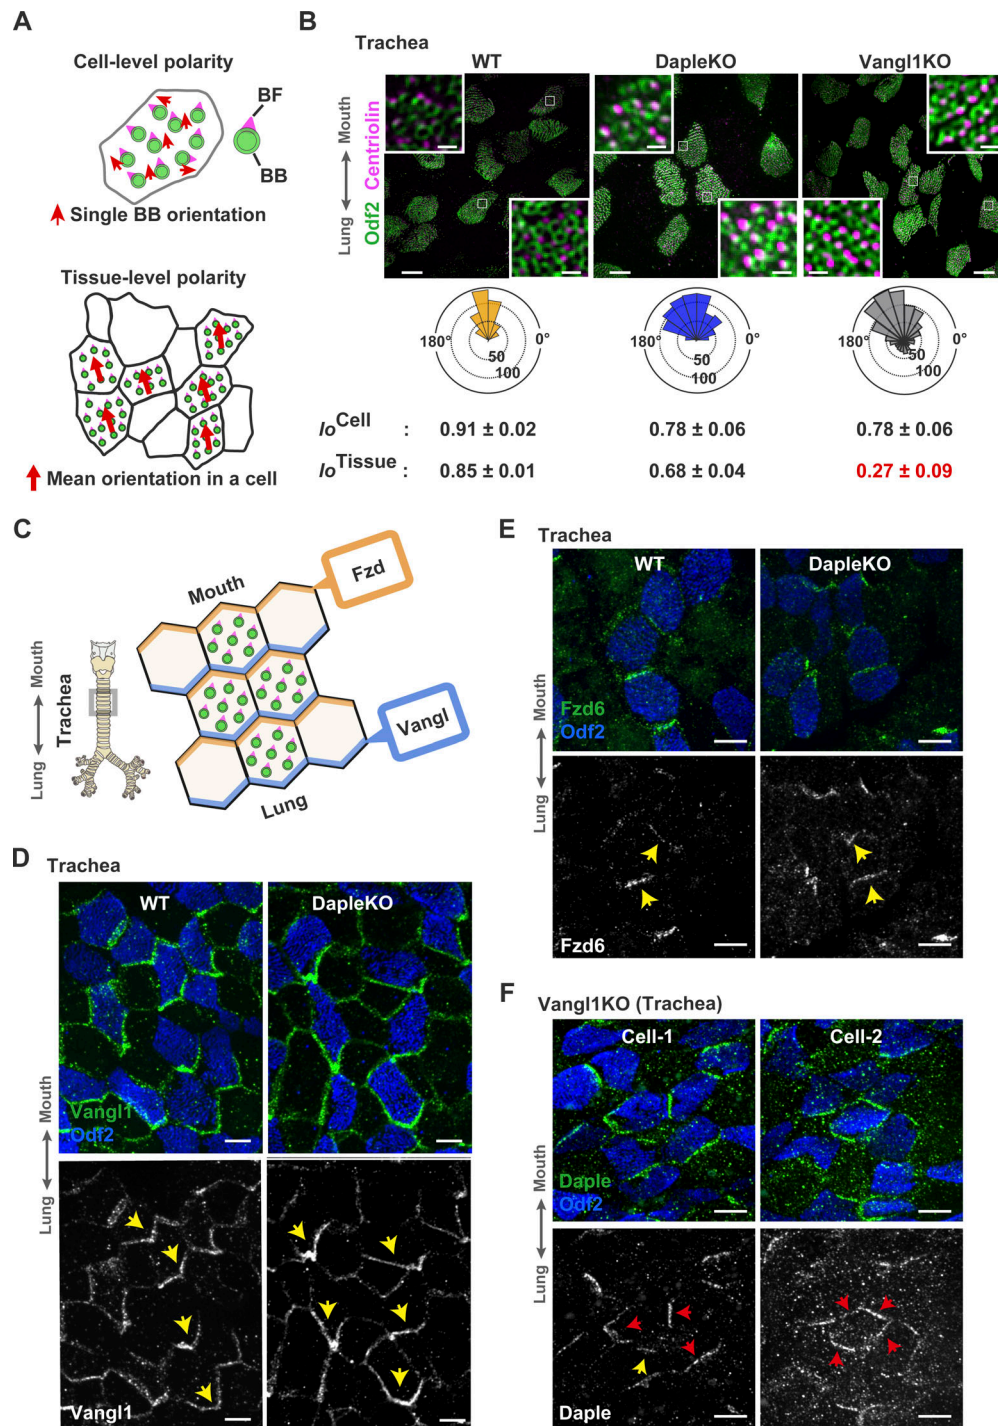 A
Cell-level polarity
BF
BB
Single BB orientation
Tissue-level polarity
Mean orientation in a cell
B
Trachea
WT
DapleKO
Vangl1KO
Lung
Mouth
Odf2 Centriolin
180°
0°
50
100
180°
0°
50
100
180°
0°
50
100
Io Cell : 0.91 ± 0.02 0.78 ± 0.06 0.78 ± 0.06
Io Tissue : 0.85 ± 0.01 0.68 ± 0.04 0.27 ± 0.09
C
Lung
Mouth
Trachea
Mouth
Fzd
Vangl
Lung
D
Trachea
WT
DapleKO
Vangl1
Odf2
Lung
Mouth
Vangl1
E
Trachea
WT
DapleKO
Fzd6
Odf2
Lung
Mouth
Fzd6
F
Vangl1KO (Trachea)
Cell-1
Cell-2
Daple
Odf2
Lung
Mouth
Daple